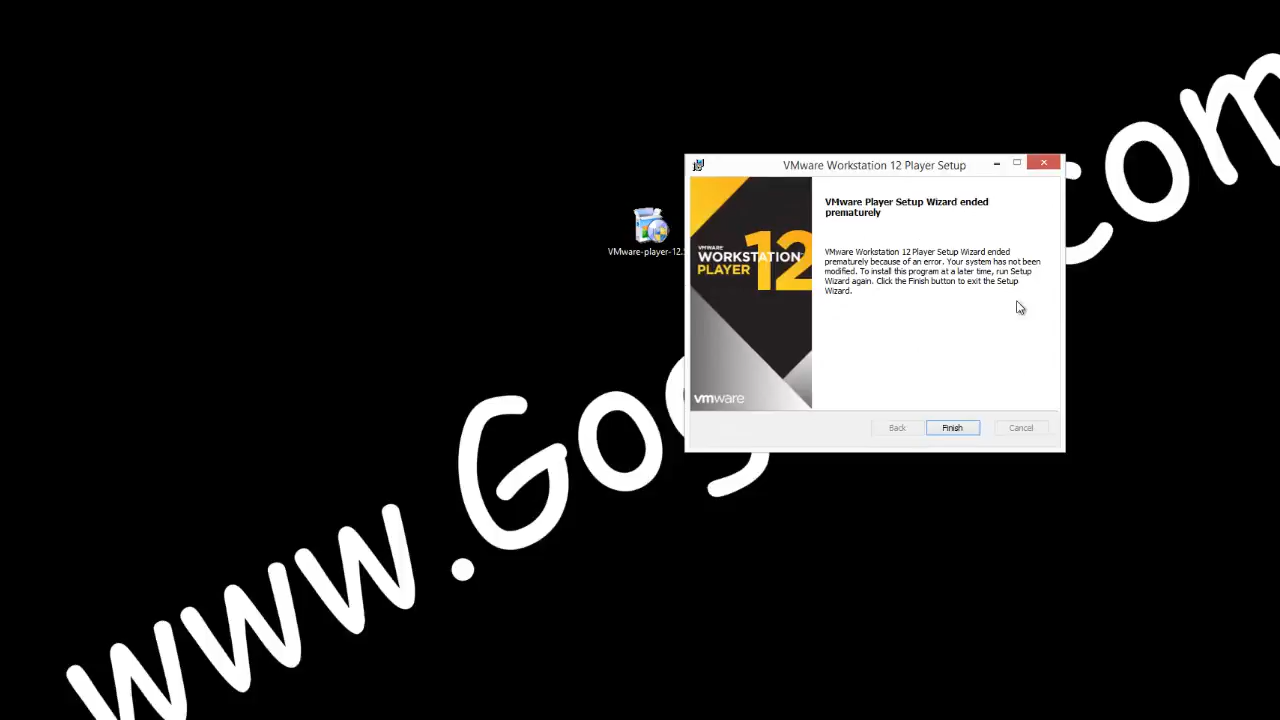 VMware Workstation 12 Player Setup
VMware Player Setup Wizard ended
prematurely
VMware Workstation 12 Player Setup Wizard ended
prematurely because of an error. Your system has not been
modified. To install this program at a later time, run Setup
Wizard again. Click the Finish button to exit the Setup
Wizard.
VMWARE
WORKSTATION 12
PLAYER
vmware
Back
Finish
Cancel
VMware-player-12.
www.Gog
com